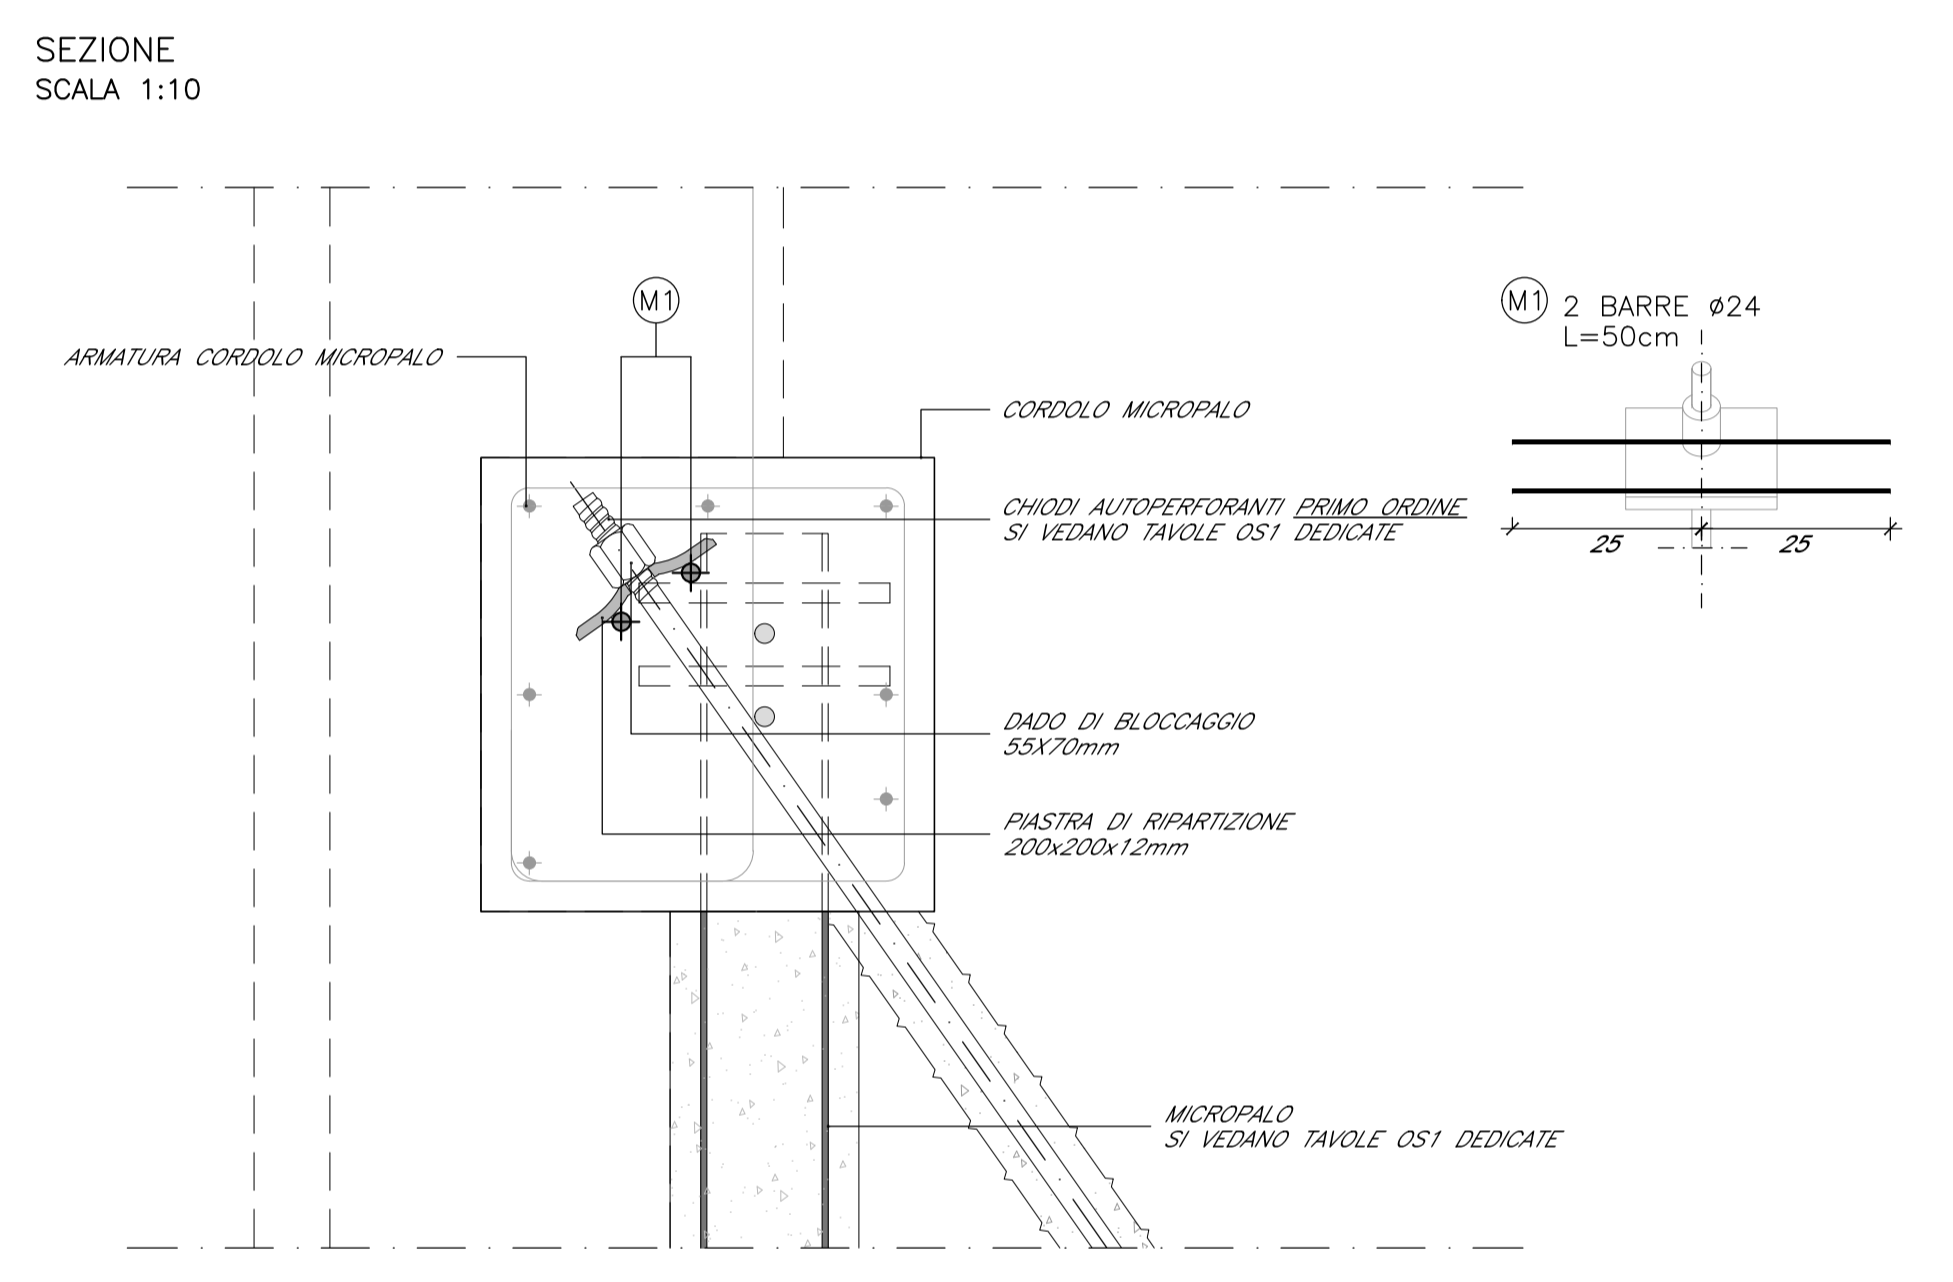 SEZIONE
SCALA 1:10
M1
ARMATURA CORDOLO MICROPALO
CORDOLO MICROPALO
CHIODI AUTOPERFORANTI PRIMO ORDINE
SI VEDANO TAVOLE OS1 DEDICATE
DADO DI BLOCCAGGIO
55X70mm
PIASTRA DI RIPARTIZIONE
200x200x12mm
MICROPALO
SI VEDANO TAVOLE OS1 DEDICATE
M1 2 BARRE ø24
L=50cm
25 25